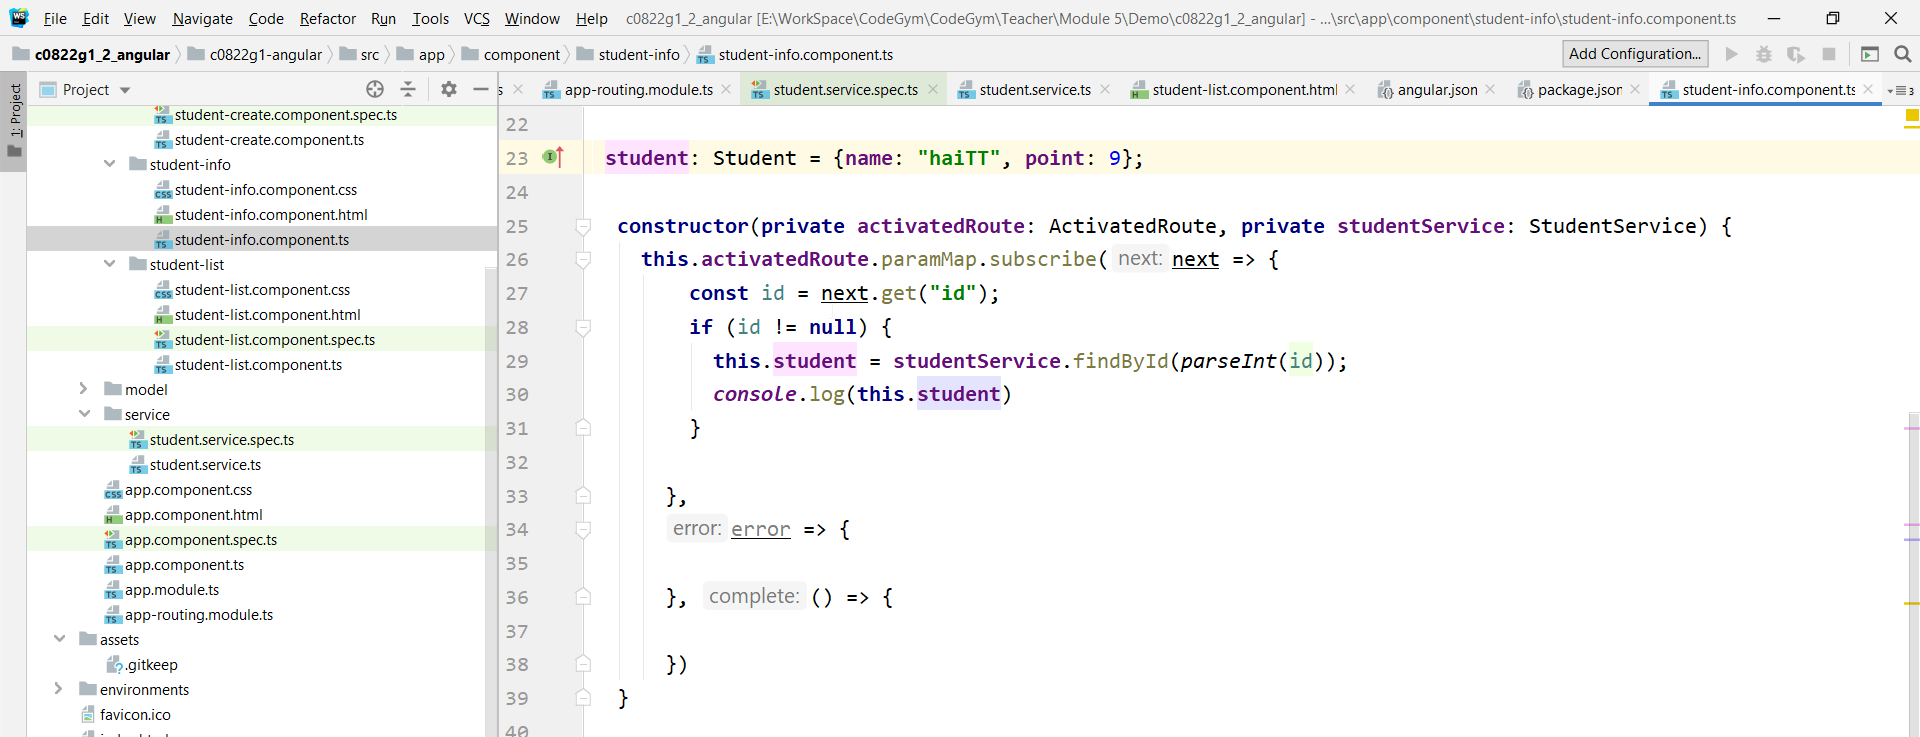 File Edit View Navigate Code Refactor Run Tools VCS Window Help c0822g1_2_angular [E:\WorkSpace\CodeGym\CodeGym\Teacher\Module 5\Demo\c0822g1_2_angular] - ...\src\app\component\student-info\student-info.component.ts
c0822g1_2_angular c0822g1-angular src app component student-info student-info.component.ts Add Configuration...
1: Project
Project
s app-routing.module.ts student.service.spec.ts student.service.ts student-list.component.html angular.json package.json student-info.component.ts 3
student-create.component.spec.ts
student-create.component.ts
student-info
student-info.component.css
student-info.component.html
student-info.component.ts
student-list
student-list.component.css
student-list.component.html
student-list.component.spec.ts
student-list.component.ts
model
service
student.service.spec.ts
student.service.ts
app.component.css
app.component.html
app.component.spec.ts
app.component.ts
app.module.ts
app-routing.module.ts
assets
.gitkeep
environments
favicon.ico
22
23 student: Student = {name: "haiTT", point: 9};
24
25 constructor(private activatedRoute: ActivatedRoute, private studentService: StudentService) {
26 this.activatedRoute.paramMap.subscribe( next: next => {
27 const id = next.get("id");
28 if (id != null) {
29 this.student = studentService.findById(parseInt(id));
30 console.log(this.student)
31 }
32
33 },
34 error: error => {
35
36 }, complete: () => {
37
38 })
39 }
40